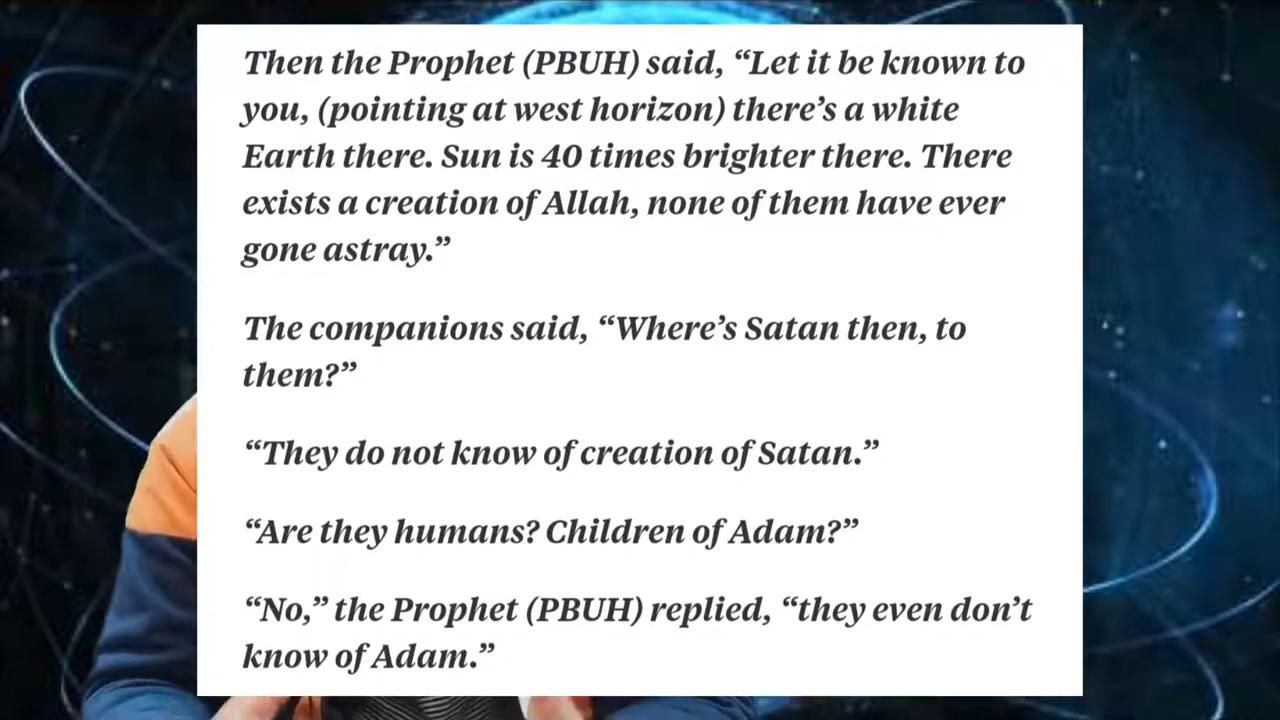 Then the Prophet (PBUH) said, “Let it be known to
you, (pointing at west horizon) there’s a white
Earth there. Sun is 40 times brighter there. There
exists a creation of Allah, none of them have ever
gone astray.”
The companions said, “Where’s Satan then, to
them?”
“They do not know of creation of Satan.”
“Are they humans? Children of Adam?”
“No,” the Prophet (PBUH) replied, “they even don’t
know of Adam.”